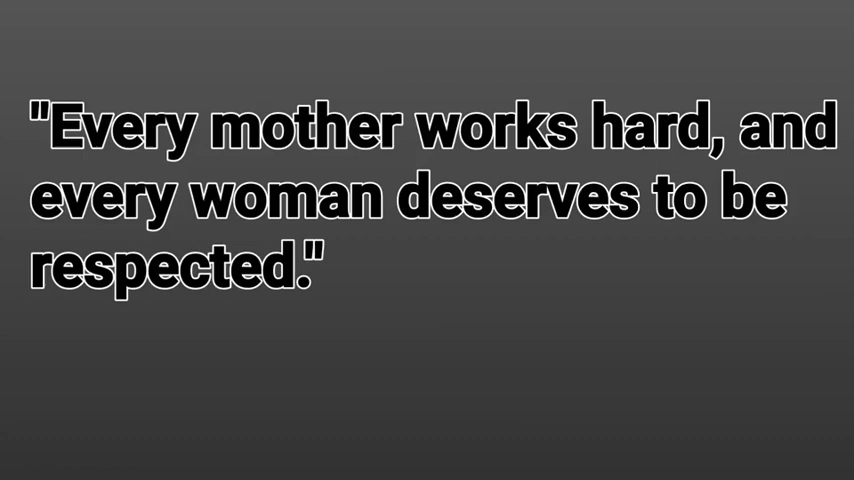 "Every mother works hard, and
every woman deserves to be
respected."